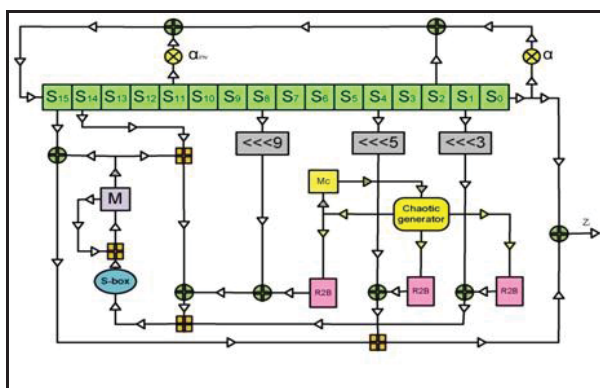 α inv
α
S15 S14 S13 S12 S11 S10 S9 S8 S7 S6 S5 S4 S3 S2 S1 S0
<<<9
<<<5
<<<3
Mc
M
Chaotic
generator
S-box
R2B
R2B
R2B